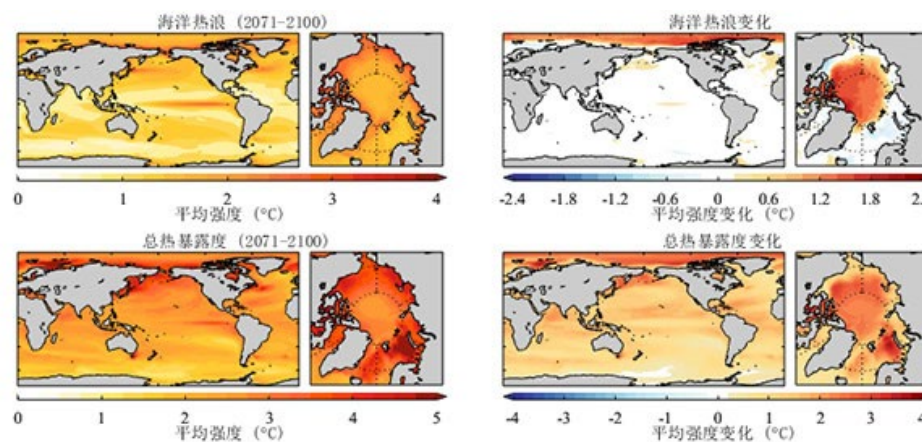 海洋热浪 (2071-2100)
海洋热浪变化
0 1 2 3 4
平均强度 (°C)
-2.4 -1.8 -1.2 -0.6 0 0.6 1.2 1.8 2.
平均强度变化 (°C)
总热暴露度 (2071-2100)
总热暴露度变化
0 1 2 3 4 5
平均强度 (°C)
-4 -3 -2 -1 0 1 2 3 4
平均强度变化 (°C)